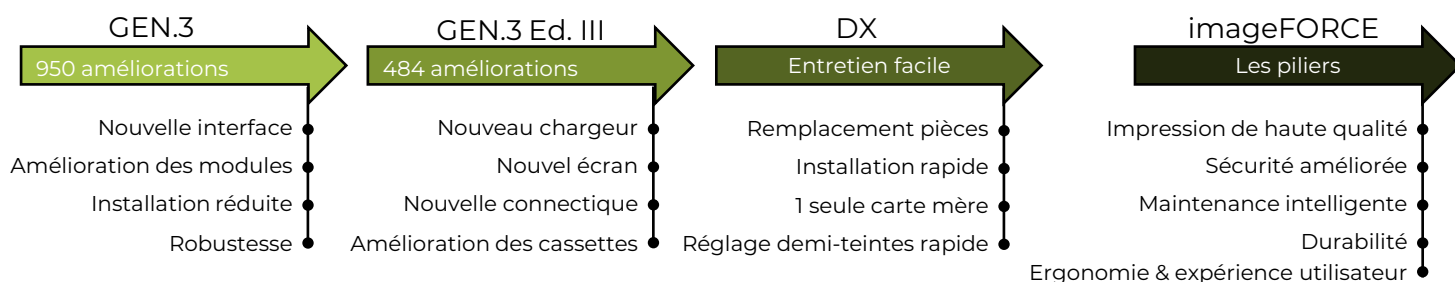 GEN.3
950 améliorations
Nouvelle interface
Amélioration des modules
Installation réduite
Robustesse
GEN.3 Ed. III
484 améliorations
Nouveau chargeur
Nouvel écran
Nouvelle connectique
Amélioration des cassettes
DX
Entretien facile
Remplacement pièces
Installation rapide
1 seule carte mère
Réglage demi-teintes rapide
imageFORCE
Les piliers
Impression de haute qualité
Sécurité améliorée
Maintenance intelligente
Durabilité
Ergonomie & expérience utilisateur